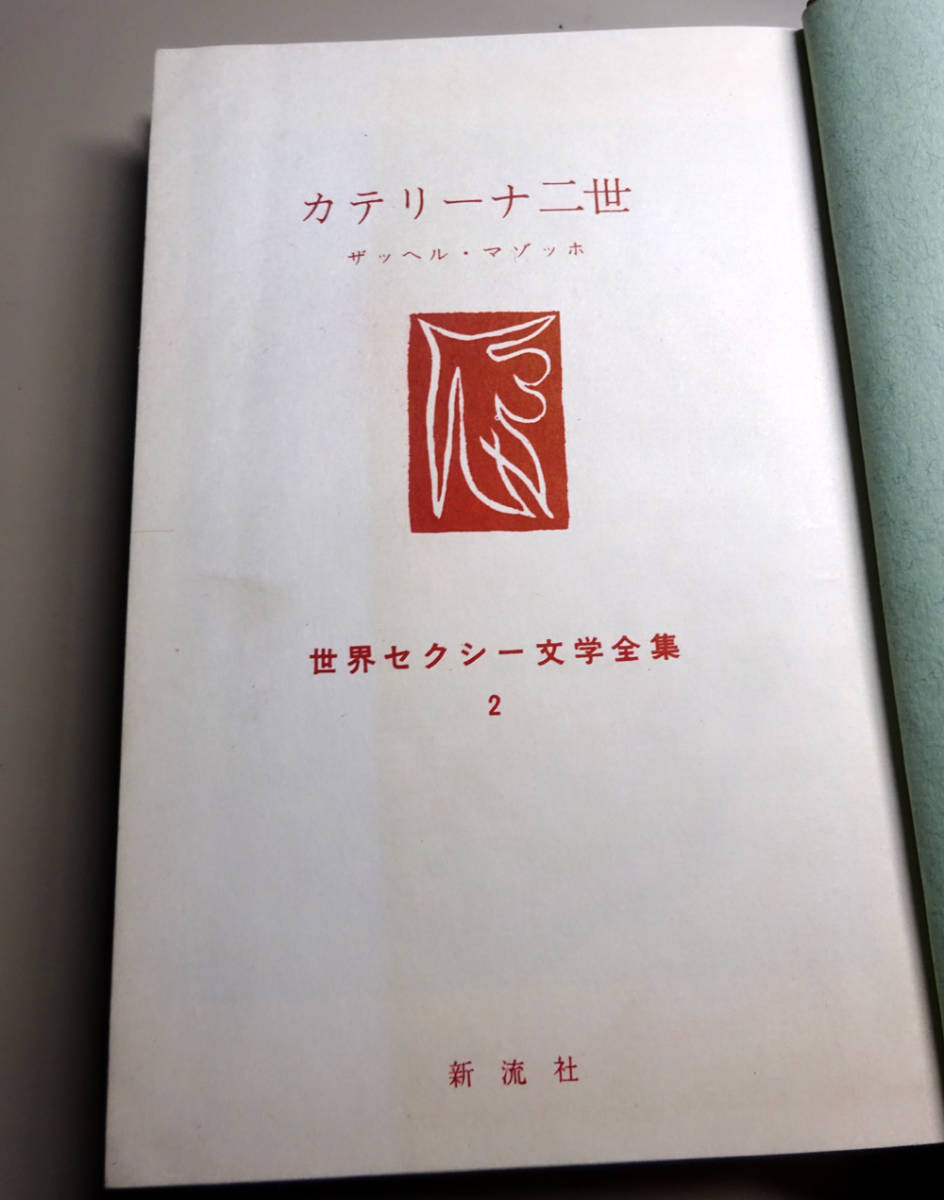 カテリーナ二世
ザッヘル・マゾッホ
世界セクシー文学全集
2
新流社